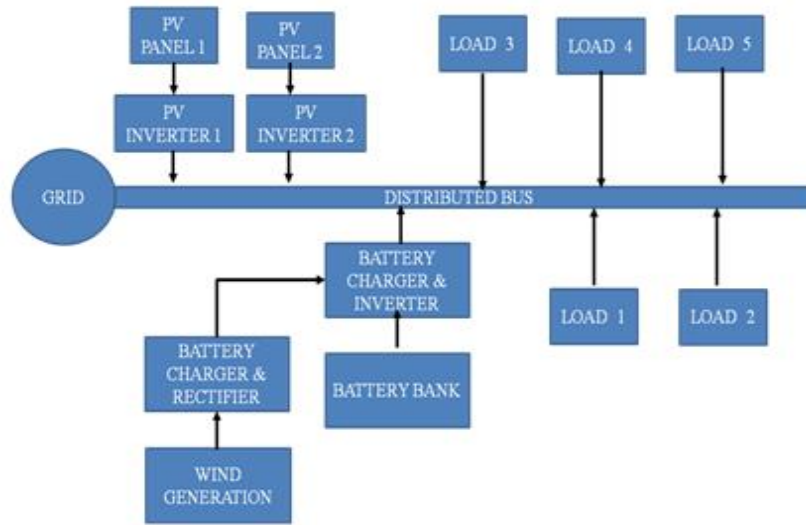 PV
PANEL 1
PV
PANEL 2
LOAD 3
LOAD 4
LOAD 5
PV
INVERTER 1
PV
INVERTER 2
GRID
DISTRIBUTED BUS
BATTERY
CHARGER &
INVERTER
LOAD 1
LOAD 2
BATTERY
CHARGER &
RECTIFIER
BATTERY BANK
WIND
GENERATION